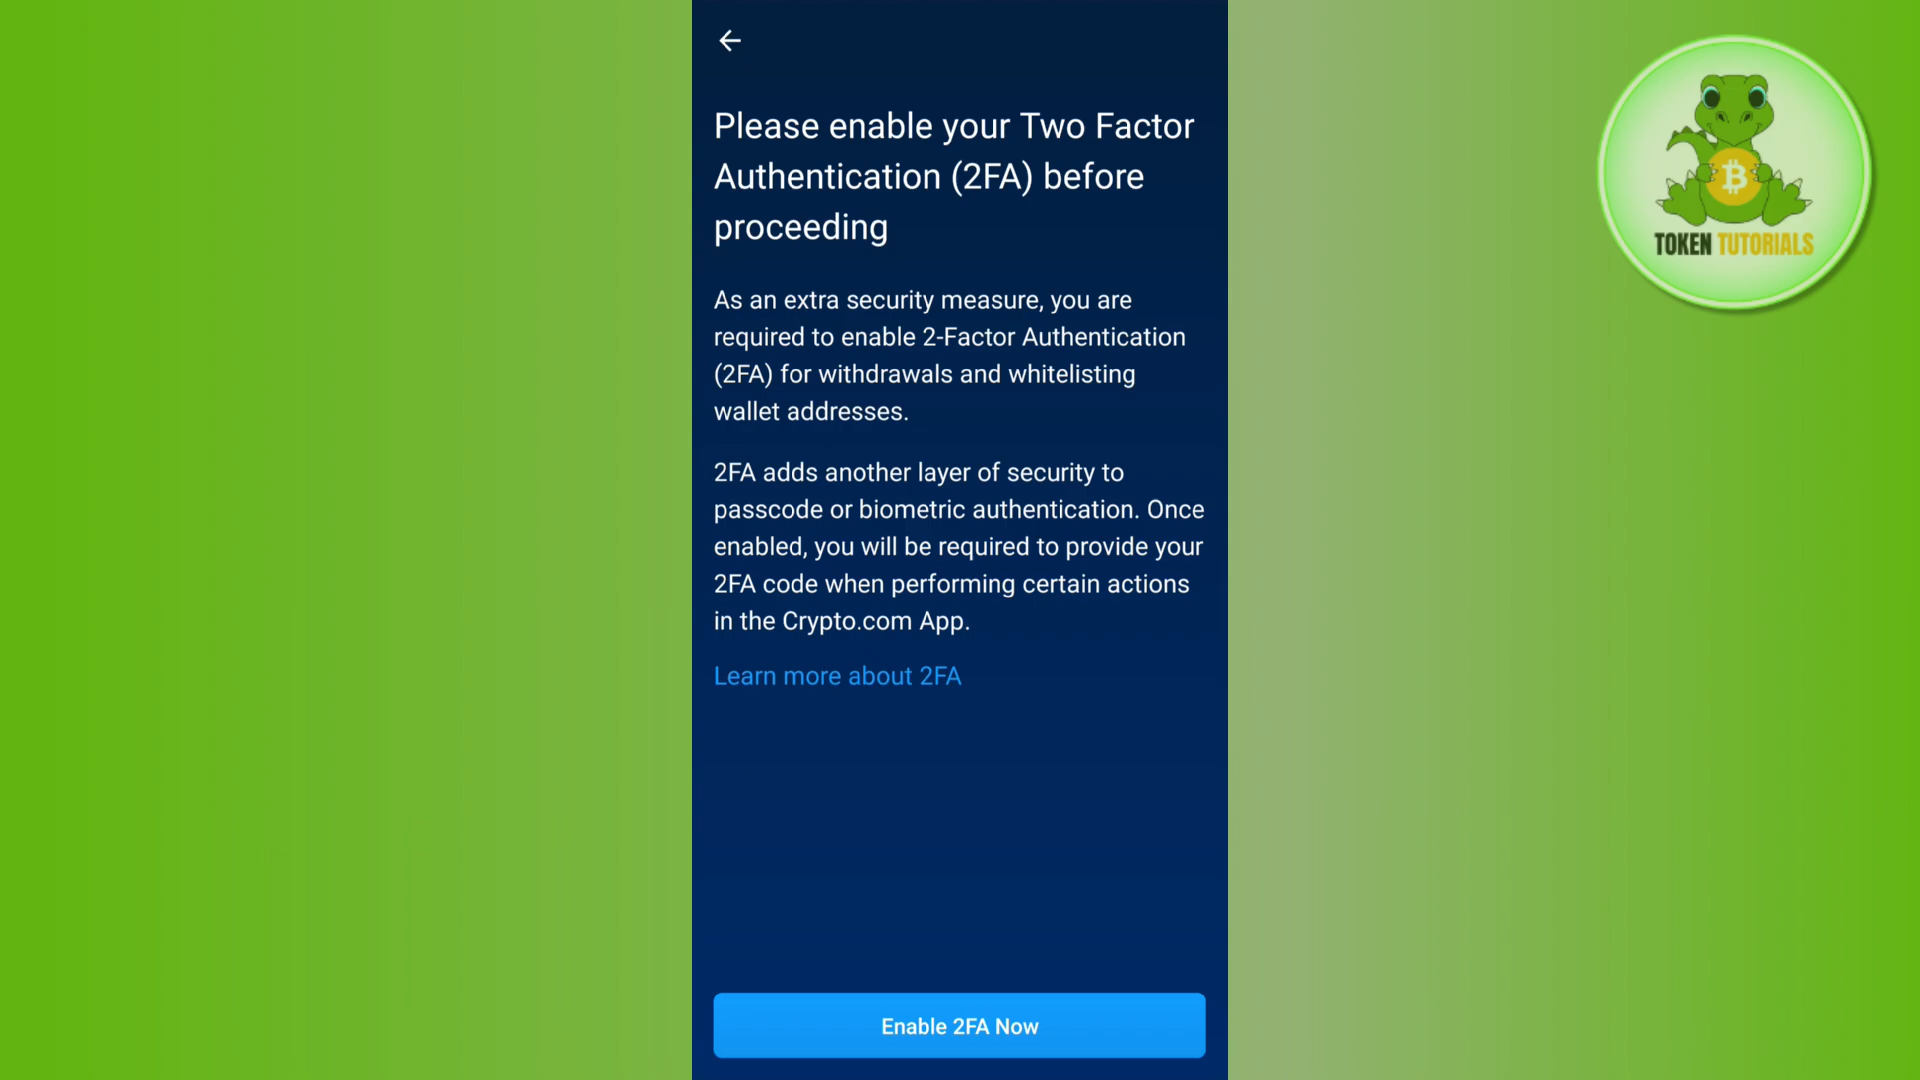 Please enable your Two Factor
Authentication (2FA) before
proceeding
As an extra security measure, you are
required to enable 2-Factor Authentication
(2FA) for withdrawals and whitelisting
wallet addresses.
2FA adds another layer of security to
passcode or biometric authentication. Once
enabled, you will be required to provide your
2FA code when performing certain actions
in the Crypto.com App.
Learn more about 2FA
Enable 2FA Now
TOKEN TUTORIALS